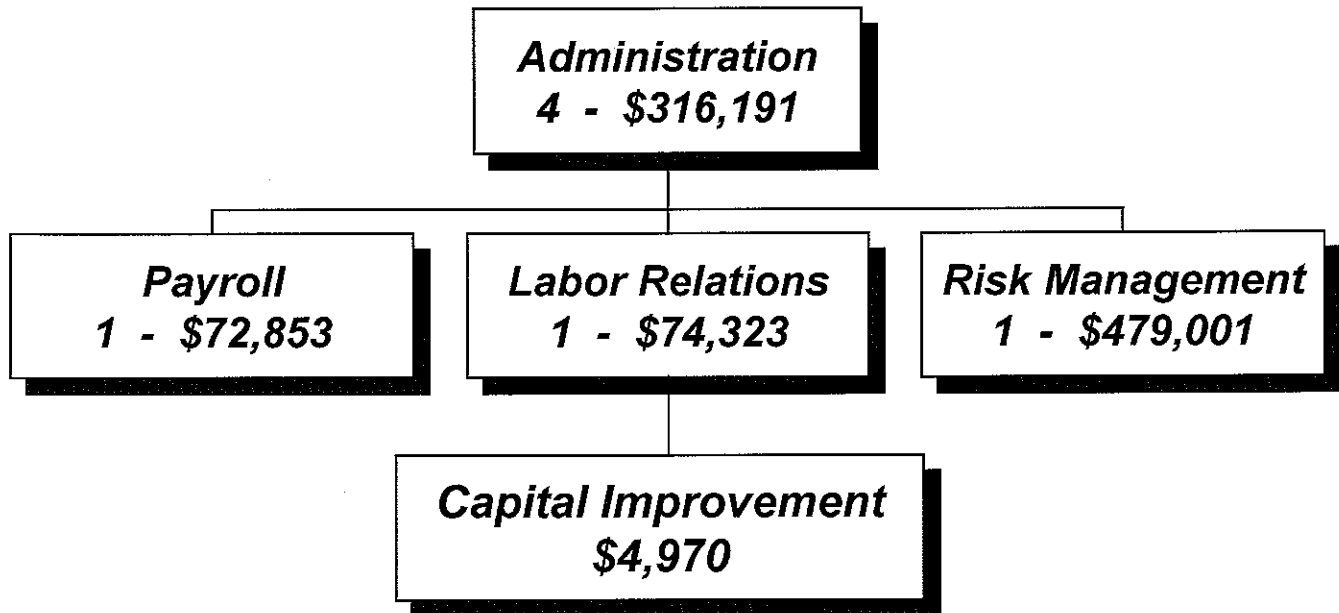 Administration
4 - $316,191
Payroll
1 - $72,853
Labor Relations
1 - $74,323
Risk Management
1 - $479,001
Capital Improvement
$4,970